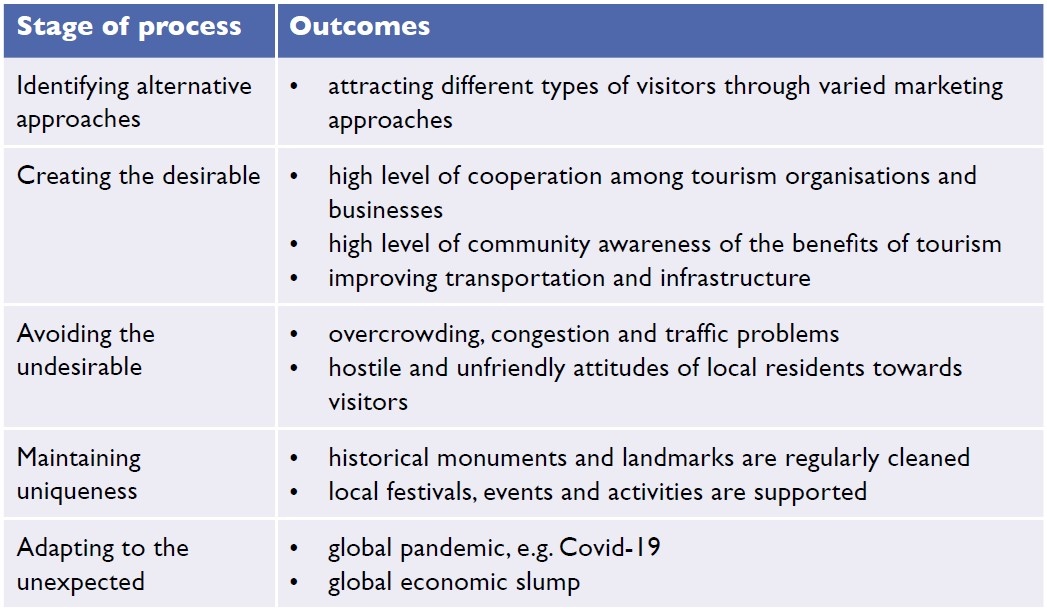 Stage of process
Outcomes
Identifying alternative
approaches
• attracting different types of visitors through varied marketing
approaches
Creating the desirable
• high level of cooperation among tourism organisations and
businesses
• high level of community awareness of the benefits of tourism
• improving transportation and infrastructure
Avoiding the
undesirable
• overcrowding, congestion and traffic problems
• hostile and unfriendly attitudes of local residents towards
visitors
Maintaining
uniqueness
• historical monuments and landmarks are regularly cleaned
• local festivals, events and activities are supported
Adapting to the
unexpected
• global pandemic, e.g. Covid-19
• global economic slump